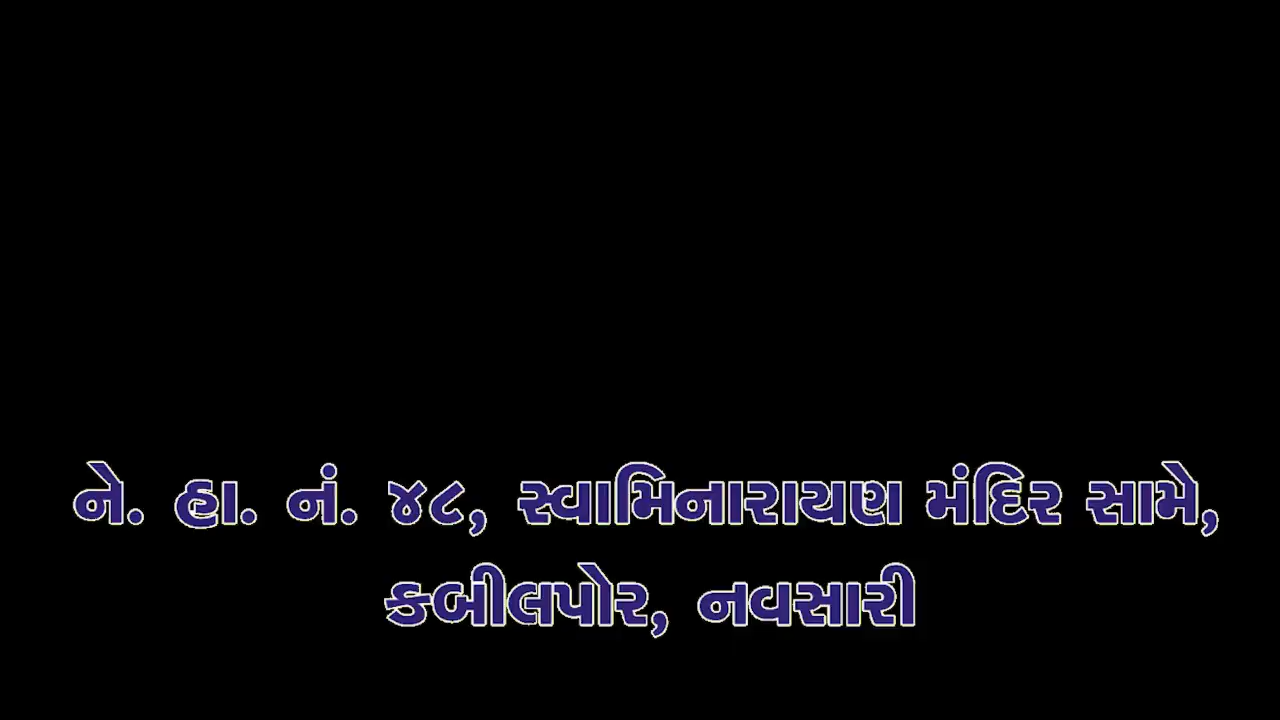 ને. હા. નં. ૪૮, સ્વામિનારાયણ મંદિર સામે,
કબીલપોર, નવસારી